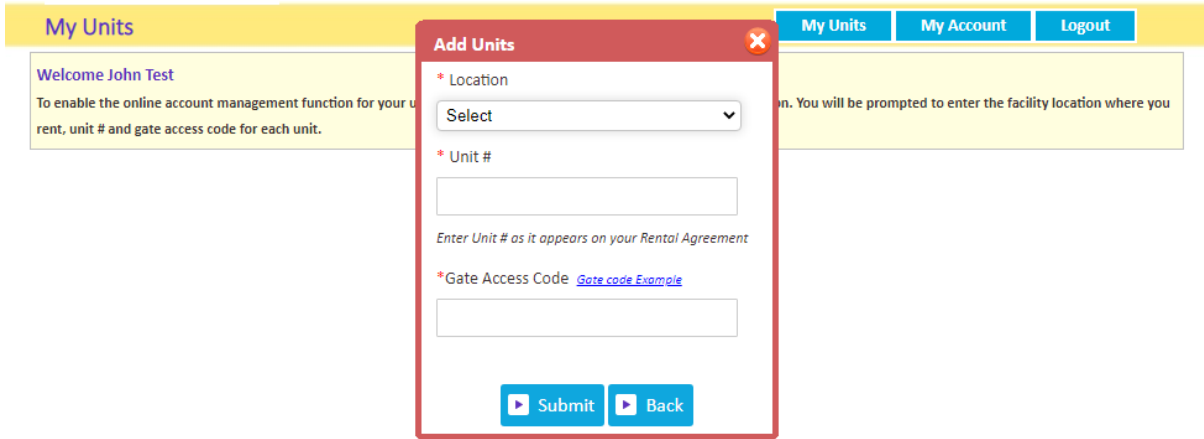 My Units
My Units
My Account
Logout
Welcome John Test
To enable the online account management function for your u
n. You will be prompted to enter the facility location where you
rent, unit # and gate access code for each unit.
Add Units
* Location
Select
* Unit #
Enter Unit # as it appears on your Rental Agreement
*Gate Access Code Gate code Example
Submit
Back